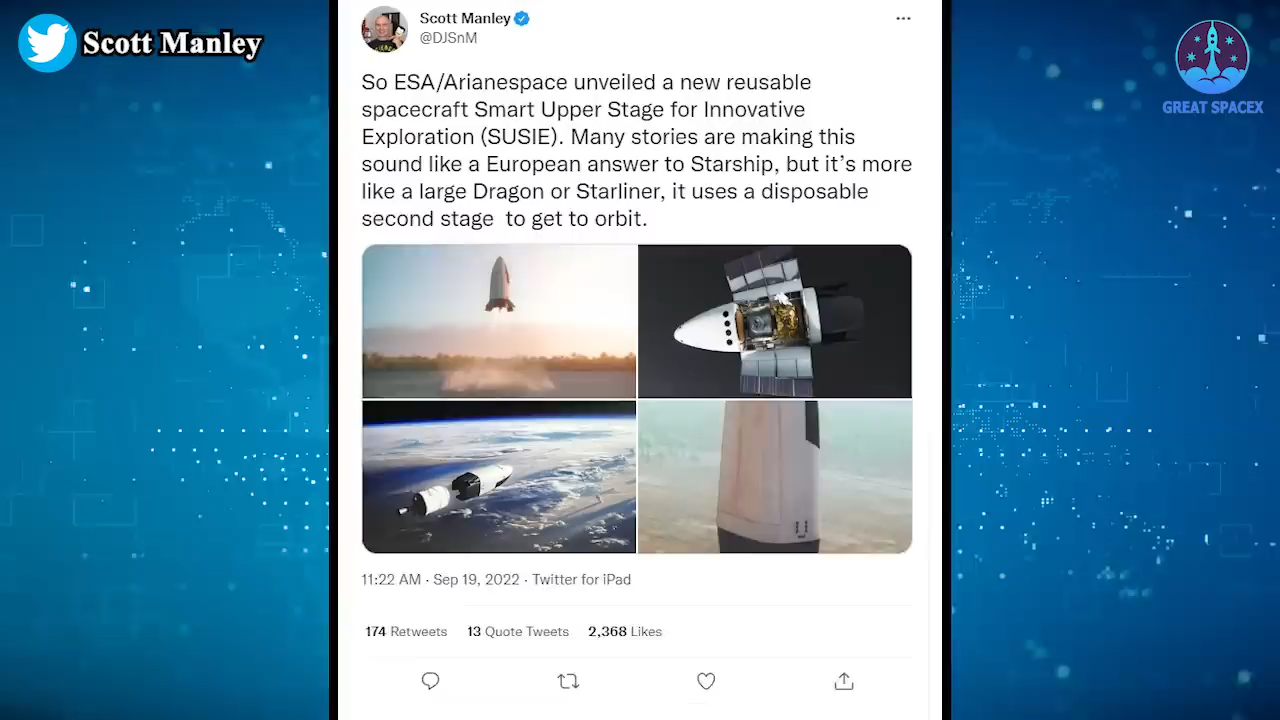 Scott Manley
Scott Manley
@DJSnM
GREAT SPACEX
So ESA/Arianespace unveiled a new reusable
spacecraft Smart Upper Stage for Innovative
Exploration (SUSIE). Many stories are making this
sound like a European answer to Starship, but it’s more
like a large Dragon or Starliner, it uses a disposable
second stage  to get to orbit.
11:22 AM · Sep 19, 2022 · Twitter for iPad
174 Retweets 13 Quote Tweets 2,368 Likes